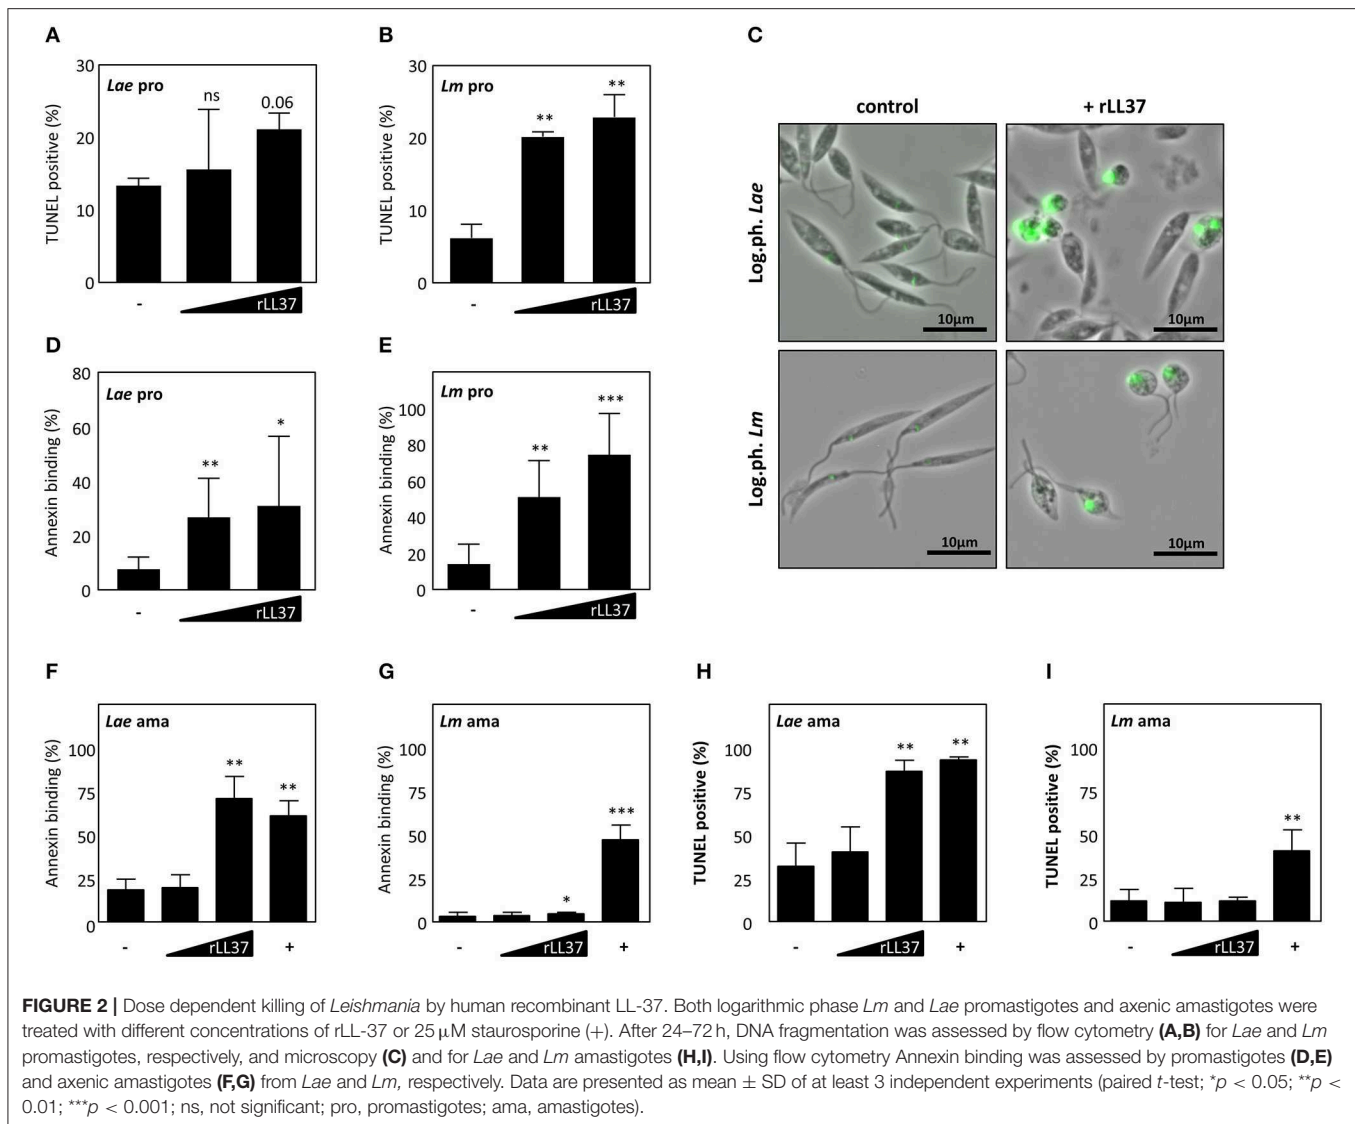 A
B
C
30
20
10
0
TUNEL positive (%)
Lae pro
ns
0.06
-
rLL37
30
20
10
0
TUNEL positive (%)
Lm pro
**
**
-
rLL37
control
+ rLL37
Log.ph. Lae
10µm
10µm
Log.ph. Lm
10µm
10µm
D
E
80
60
40
20
0
Annexin binding (%)
Lae pro
**
*
-
rLL37
100
80
60
40
20
0
Annexin binding (%)
Lm pro
**
***
-
rLL37
F
G
H
I
Lae ama
100
75
50
25
0
Annexin binding (%)
**
**
-
rLL37
+
Lm ama
100
75
50
25
0
Annexin binding (%)
*
***
-
rLL37
+
Lae ama
100
75
50
25
0
TUNEL positive (%)
**
**
-
rLL37
+
Lm ama
100
75
50
25
0
TUNEL positive (%)
**
-
rLL37
+
FIGURE 2 | Dose dependent killing of Leishmania by human recombinant LL-37. Both logarithmic phase Lm and Lae promastigotes and axenic amastigotes were
treated with different concentrations of rLL-37 or 25 µM staurosporine (+). After 24–72 h, DNA fragmentation was assessed by flow cytometry (A,B) for Lae and Lm
promastigotes, respectively, and microscopy (C) and for Lae and Lm amastigotes (H,I). Using flow cytometry Annexin binding was assessed by promastigotes (D,E)
and axenic amastigotes (F,G) from Lae and Lm, respectively. Data are presented as mean ± SD of at least 3 independent experiments (paired t-test; *p < 0.05; **p <
0.01; ***p < 0.001; ns, not significant; pro, promastigotes; ama, amastigotes).